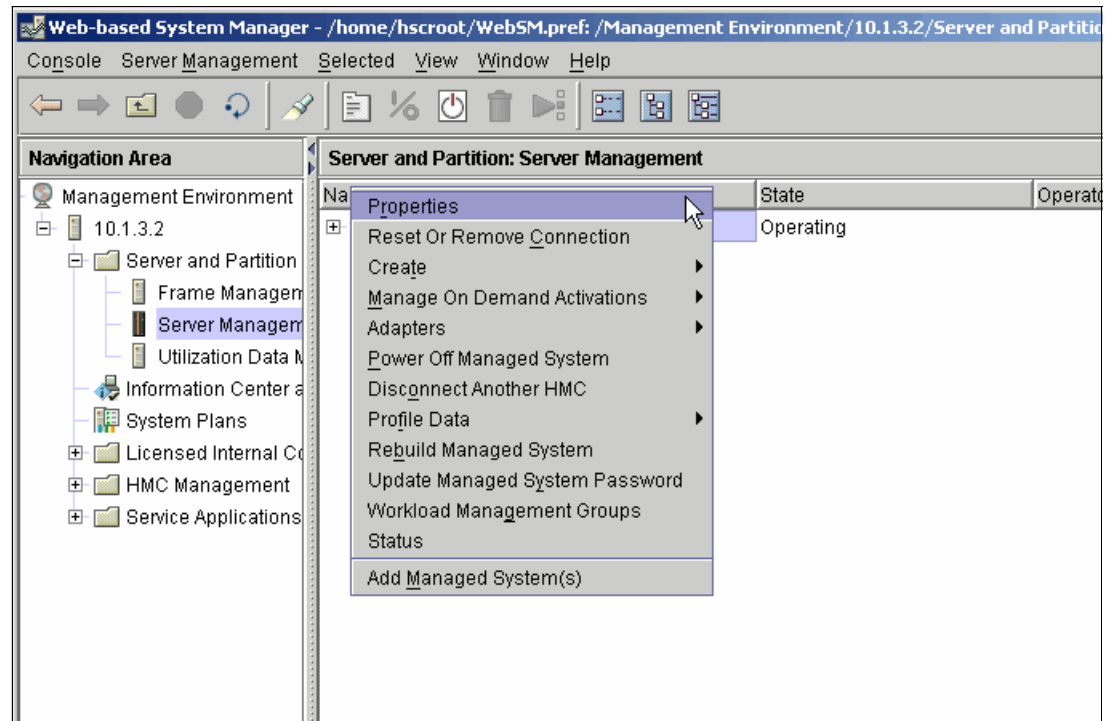 Web-based System Manager - /home/hscroot/WebSM.pref: /Management Environment/10.1.3.2/Server and Partitic
Console Server Management Selected View Window Help
Navigation Area
Server and Partition: Server Management
Management Environment
10.1.3.2
Server and Partition
Frame Managem
Server Managem
Utilization Data M
Information Center a
System Plans
Licensed Internal Co
HMC Management
Service Applications
Na State Operato
Operating
Properties
Reset Or Remove Connection
Create
Manage On Demand Activations
Adapters
Power Off Managed System
Disconnect Another HMC
Profile Data
Rebuild Managed System
Update Managed System Password
Workload Management Groups
Status
Add Managed System(s)